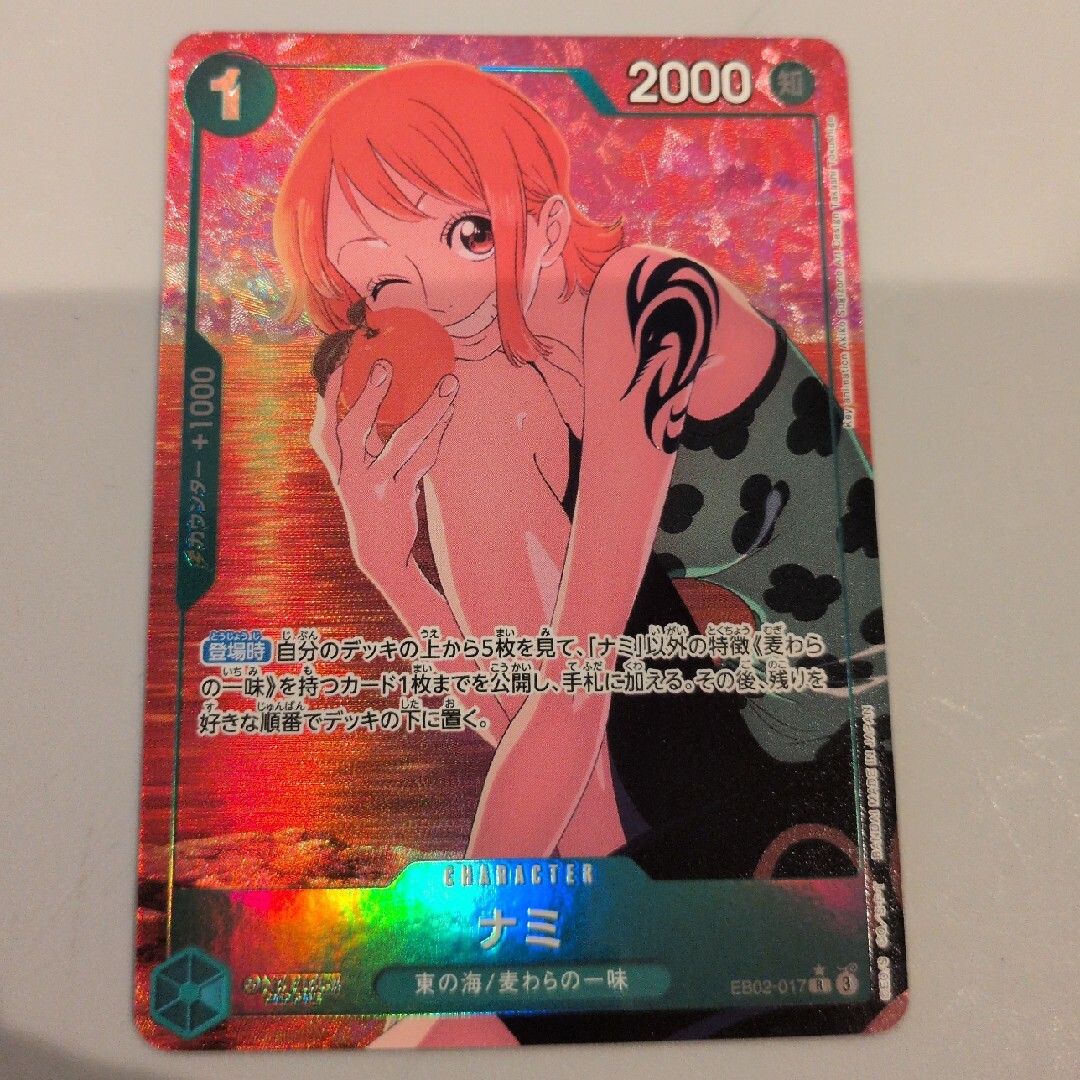 1
2000
知
カウンター +1000
登場時 自分のデッキの上から5枚を見て、「ナミ」以外の特徴《麦わら
の一味》を持つカード1枚までを公開し、手札に加える。その後、残りを
好きな順番でデッキの下に置く。
CHARACTER
ナミ
東の海/麦わらの一味
EB02-017 R 3
BANDAI MADE IN JAPAN